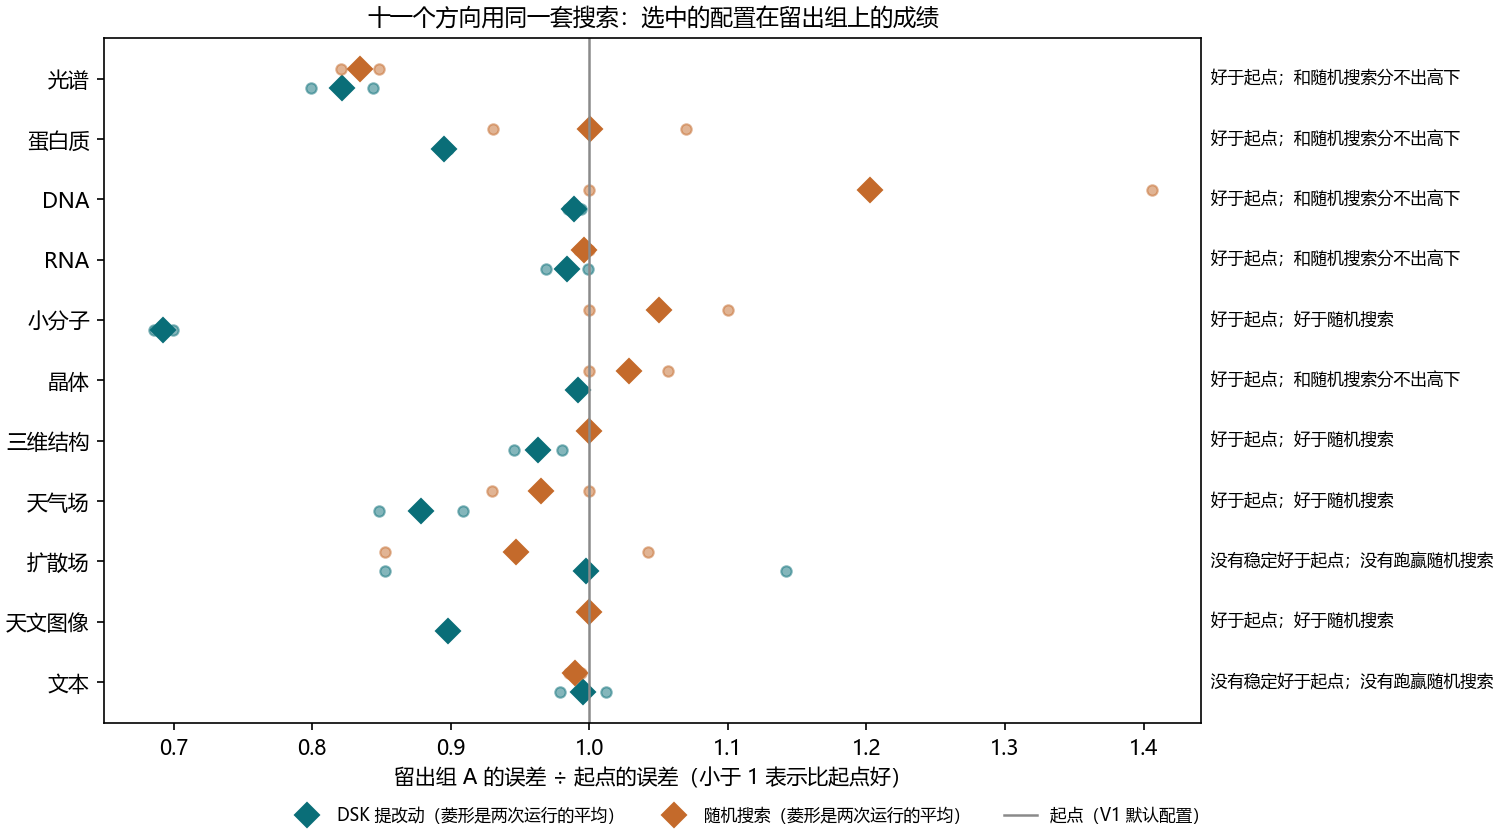 十一个方向用同一套搜索：选中的配置在留出组上的成绩
光谱
好于起点；和随机搜索分不出高下
蛋白质
好于起点；和随机搜索分不出高下
DNA
好于起点；和随机搜索分不出高下
RNA
好于起点；和随机搜索分不出高下
小分子
好于起点；好于随机搜索
晶体
好于起点；和随机搜索分不出高下
三维结构
好于起点；好于随机搜索
天气场
好于起点；好于随机搜索
扩散场
没有稳定好于起点；没有跑赢随机搜索
天文图像
好于起点；好于随机搜索
文本
没有稳定好于起点；没有跑赢随机搜索
0.7 0.8 0.9 1.0 1.1 1.2 1.3 1.4
留出组 A 的误差 ÷ 起点的误差（小于 1 表示比起点好）
DSK 提改动（菱形是两次运行的平均） 随机搜索（菱形是两次运行的平均） 起点（V1 默认配置）